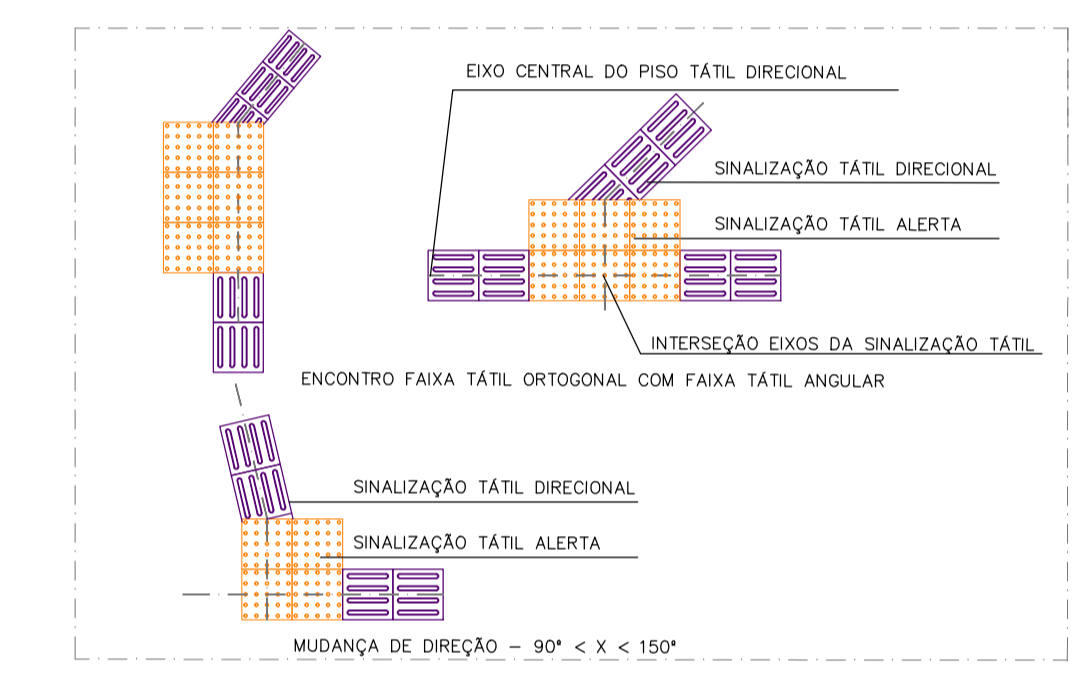 EIXO CENTRAL DO PISO TÁTIL DIRECIONAL
SINALIZAÇÃO TÁTIL DIRECIONAL
SINALIZAÇÃO TÁTIL ALERTA
INTERSEÇÃO EIXOS DA SINALIZAÇÃO TÁTIL
ENCONTRO FAIXA TÁTIL ORTOGONAL COM FAIXA TÁTIL ANGULAR
SINALIZAÇÃO TÁTIL DIRECIONAL
SINALIZAÇÃO TÁTIL ALERTA
MUDANÇA DE DIREÇÃO – 90° < X < 150°